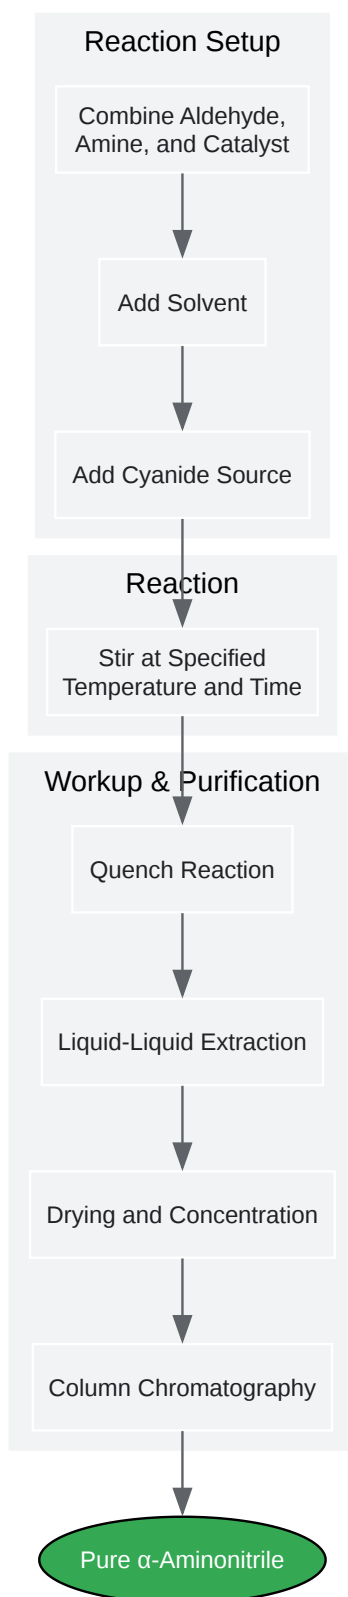 Reaction Setup
Combine Aldehyde,
Amine, and Catalyst
Add Solvent
Add Cyanide Source
Reaction
Stir at Specified
Temperature and Time
Workup & Purification
Quench Reaction
Liquid-Liquid Extraction
Drying and Concentration
Column Chromatography
Pure α-Aminonitrile